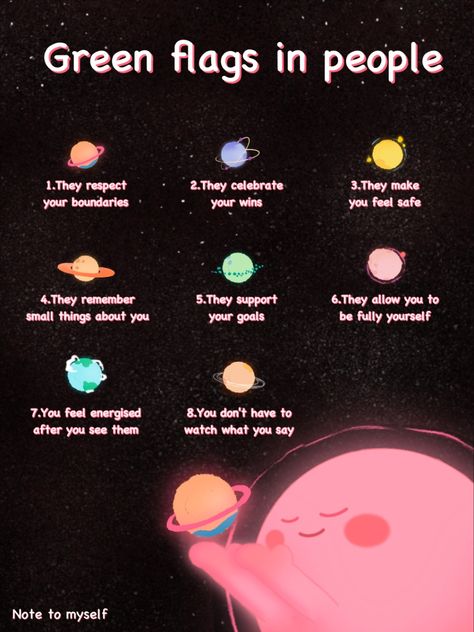 Green flags in people
1.They respect
your boundaries
2.They celebrate
your wins
3.They make
you feel safe
4.They remember
small things about you
5.They support
your goals
6.They allow you to
be fully yourself
7.You feel energised
after you see them
8.You don't have to
watch what you say
Note to myself